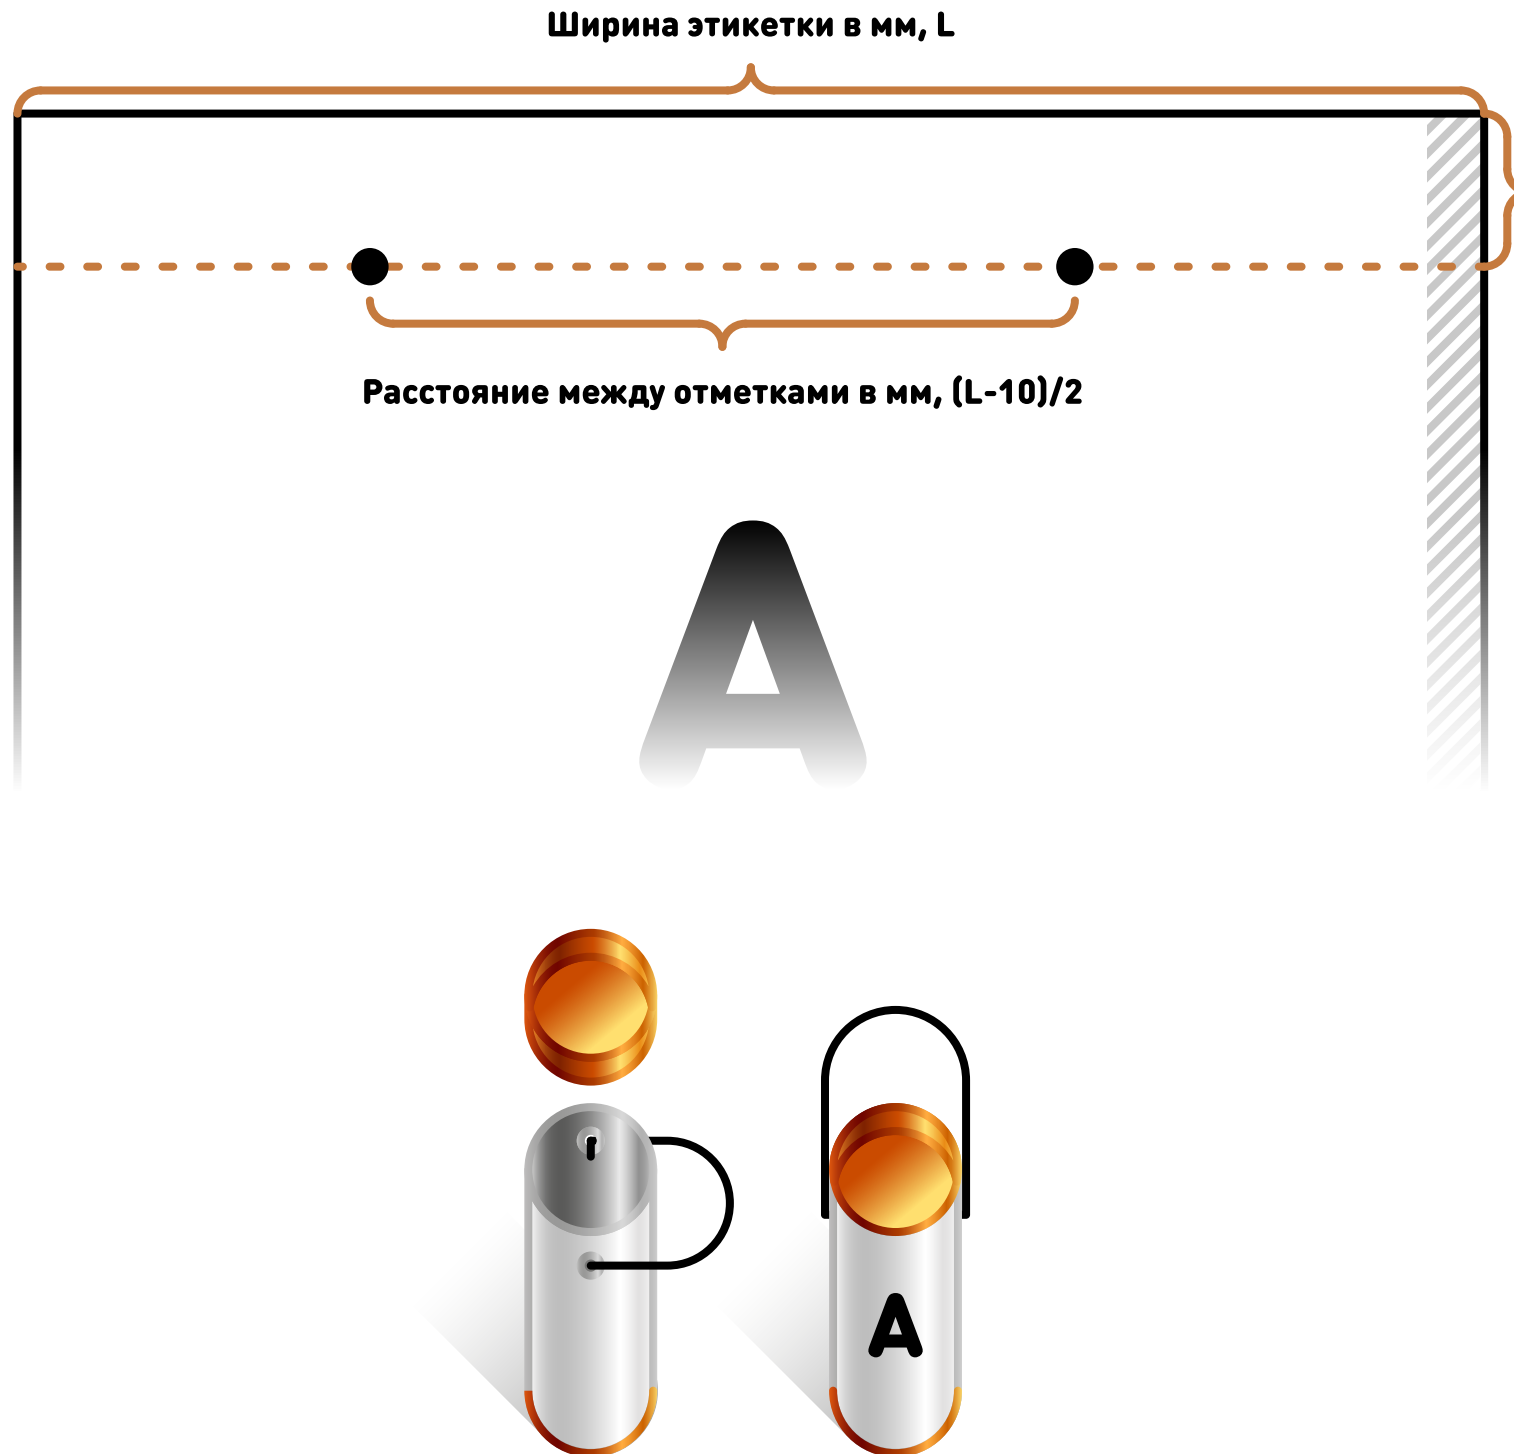 Ширина этикетки в мм, L
Расстояние между отметками в мм, (L-10)/2
А
А